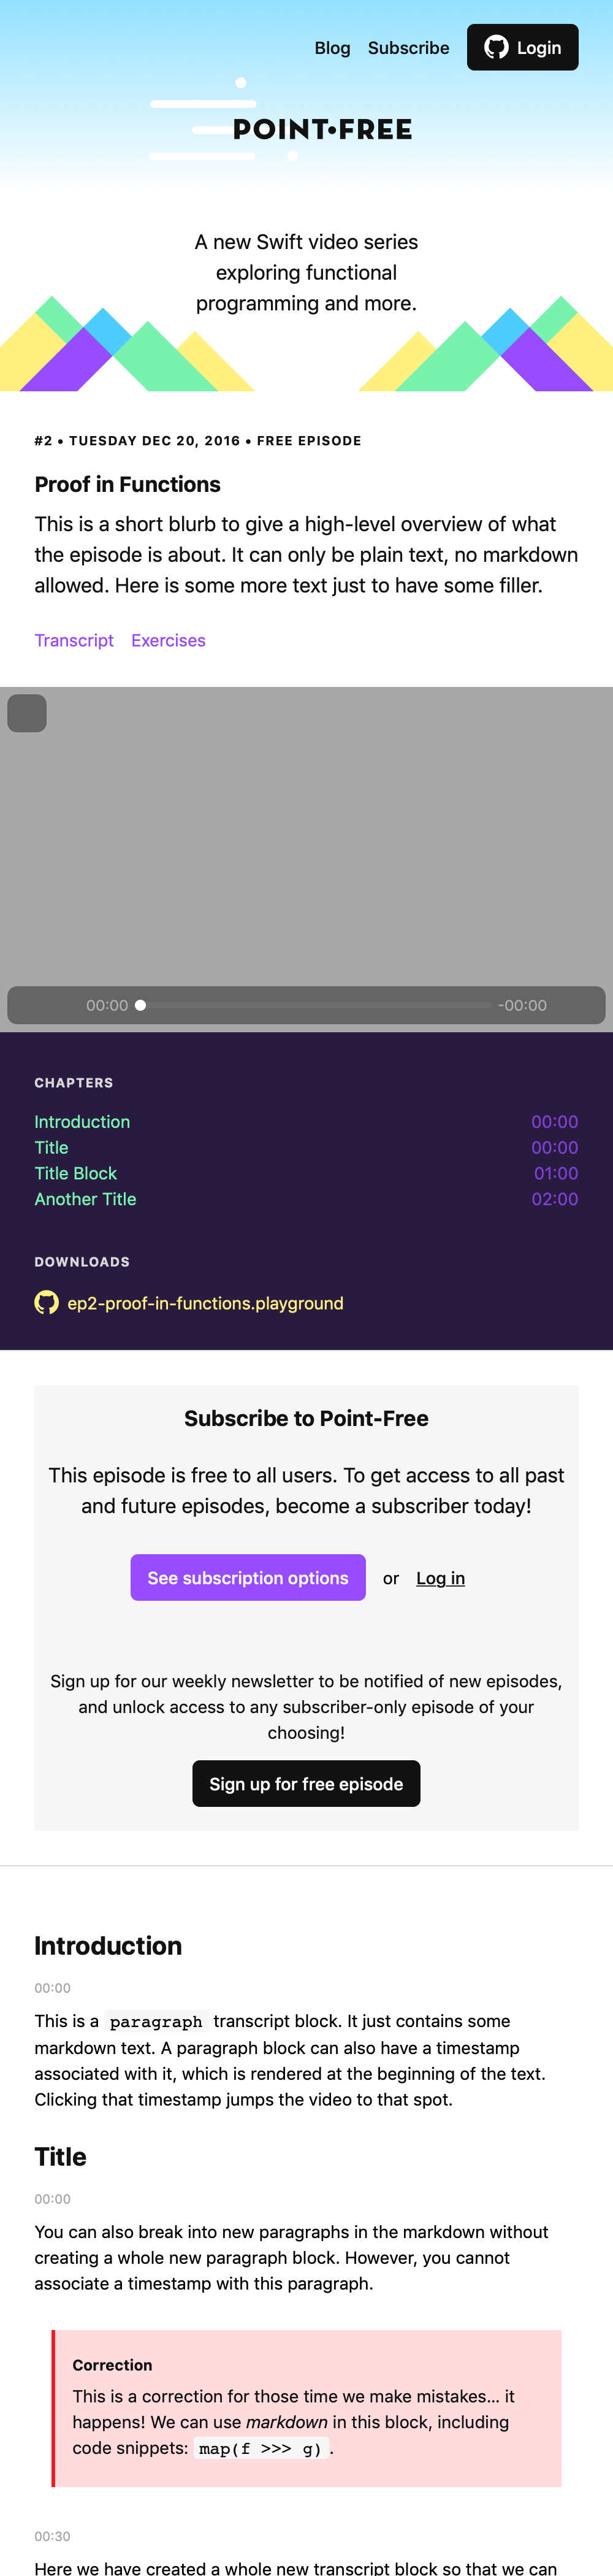 Blog Subscribe Login
POINT•FREE
A new Swift video series
exploring functional
programming and more.
#2 • TUESDAY DEC 20, 2016 • FREE EPISODE
Proof in Functions
This is a short blurb to give a high-level overview of what
the episode is about. It can only be plain text, no markdown
allowed. Here is some more text just to have some filler.
Transcript Exercises
00:00 -00:00
CHAPTERS
Introduction 00:00
Title 00:00
Title Block 01:00
Another Title 02:00
DOWNLOADS
ep2-proof-in-functions.playground
Subscribe to Point-Free
This episode is free to all users. To get access to all past
and future episodes, become a subscriber today!
See subscription options or Log in
Sign up for our weekly newsletter to be notified of new episodes,
and unlock access to any subscriber-only episode of your
choosing!
Sign up for free episode
Introduction
00:00
This is a paragraph transcript block. It just contains some
markdown text. A paragraph block can also have a timestamp
associated with it, which is rendered at the beginning of the text.
Clicking that timestamp jumps the video to that spot.
Title
00:00
You can also break into new paragraphs in the markdown without
creating a whole new paragraph block. However, you cannot
associate a timestamp with this paragraph.
Correction
This is a correction for those time we make mistakes... it
happens! We can use markdown in this block, including
code snippets: map(f >>> g).
00:30
Here we have created a whole new transcript block so that we can